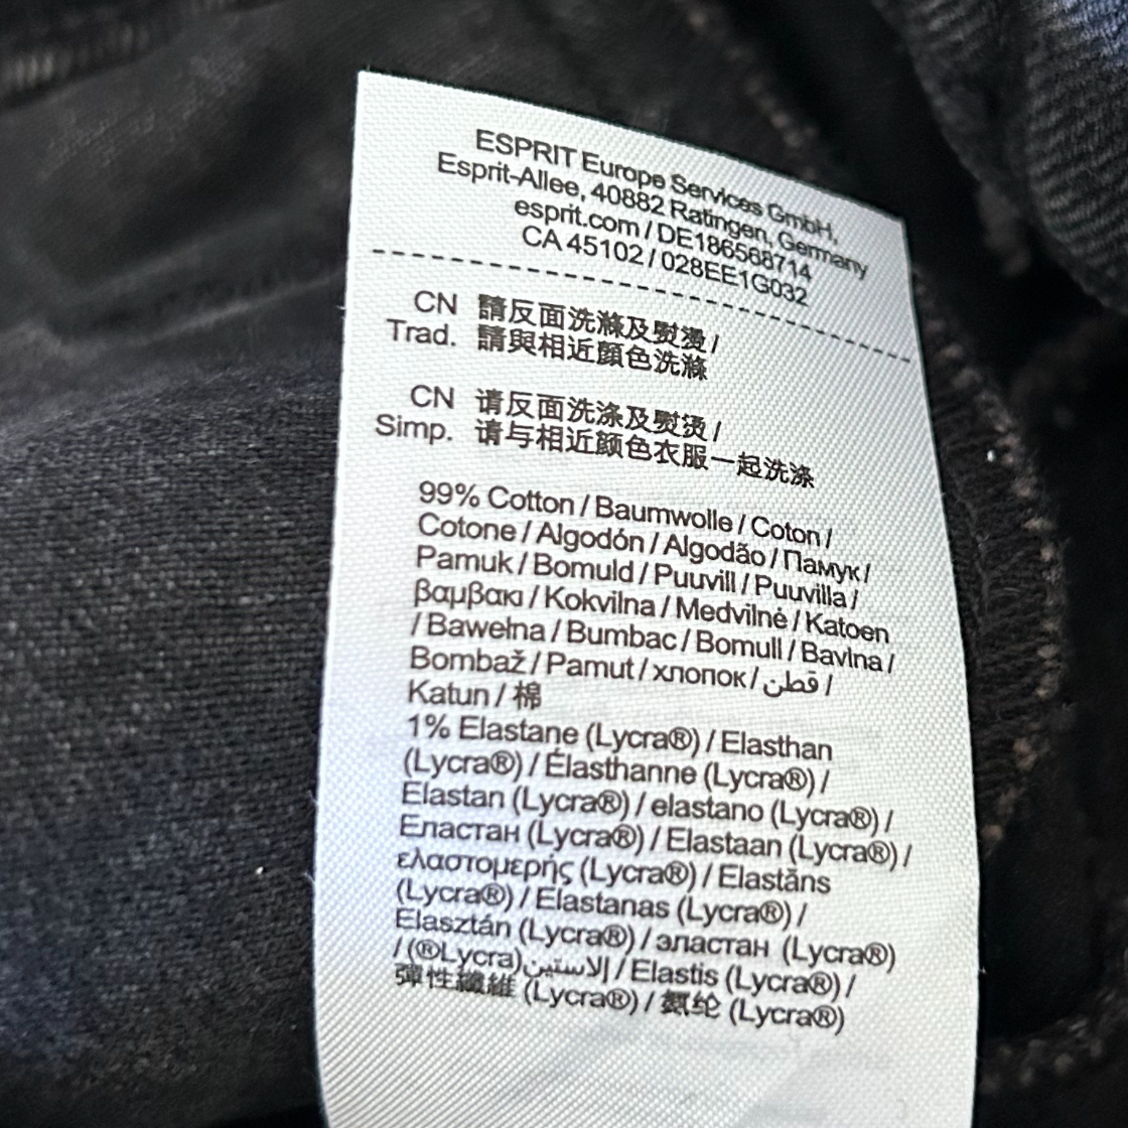 ESPRIT Europe Services GmbH,
Esprit-Allee, 40882 Ratingen, Germany
esprit.com / DE186568714
CA 45102 / 028EE1G032
CN 請反面洗滌及熨燙 /
Trad. 請與相近顏色洗滌
CN 请反面洗涤及熨烫 /
Simp. 请与相近颜色衣服一起洗涤
99% Cotton / Baumwolle / Coton /
Cotone / Algodón / Algodão / Памук /
Pamuk / Bomuld / Puuvill / Puuvilla /
βαμβακι / Kokvilna / Medvilnė / Katoen
/ Bawełna / Bumbac / Bomull / Bavlna /
Bombaž / Pamut / хлопок / قطن /
Katun / 棉
1% Elastane (Lycra®) / Elasthan
(Lycra®) / Élasthanne (Lycra®) /
Elastan (Lycra®) / elastano (Lycra®) /
Еластан (Lycra®) / Elastaan (Lycra®) /
ελαστομερής (Lycra®) / Elastāns
(Lycra®) / Elastanas (Lycra®) /
Elasztán (Lycra®) / эластан (Lycra®)
/ (®Lycra) إلاستين / Elastis (Lycra®) /
彈性纖維 (Lycra®) / 氨纶 (Lycra®)